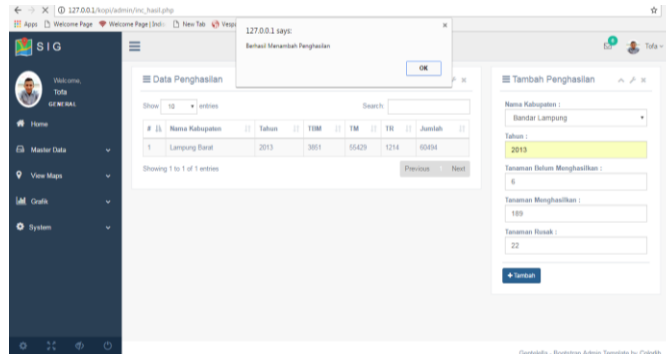 127.0.0.1/kopi/admin/mc_hasil.php
Apps Welcome Page Welcome Page | Indo New Tab Vesp
127.0.0.1 says:
Berhasil Menambah Penghasilan
OK
SIG
Tofa
Welcome,
Tofa
GENERAL
Home
Master Data
View Maps
Grafik
System
Data Penghasilan
Show 10 entries
Search:
# Nama Kabupaten Tahun TBM TM TR Jumlah
1 Lampung Barat 2013 3851 55429 1214 60494
Showing 1 to 1 of 1 entries
Previous 1 Next
Tambah Penghasilan
Nama Kabupaten :
Bandar Lampung
Tahun :
2013
Tanaman Belum Menghasilkan :
6
Tanaman Menghasilkan :
189
Tanaman Rusak :
22
+ Tambah
Gentelella - Bootstrap Admin Template by Colorlib